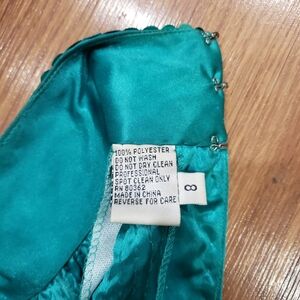 100% POLYESTER
DO NOT WASH
DO NOT DRY CLEAN
PROFESSIONAL
SPOT CLEAN ONLY
RN 80362
MADE IN CHINA
REVERSE FOR CARE
8